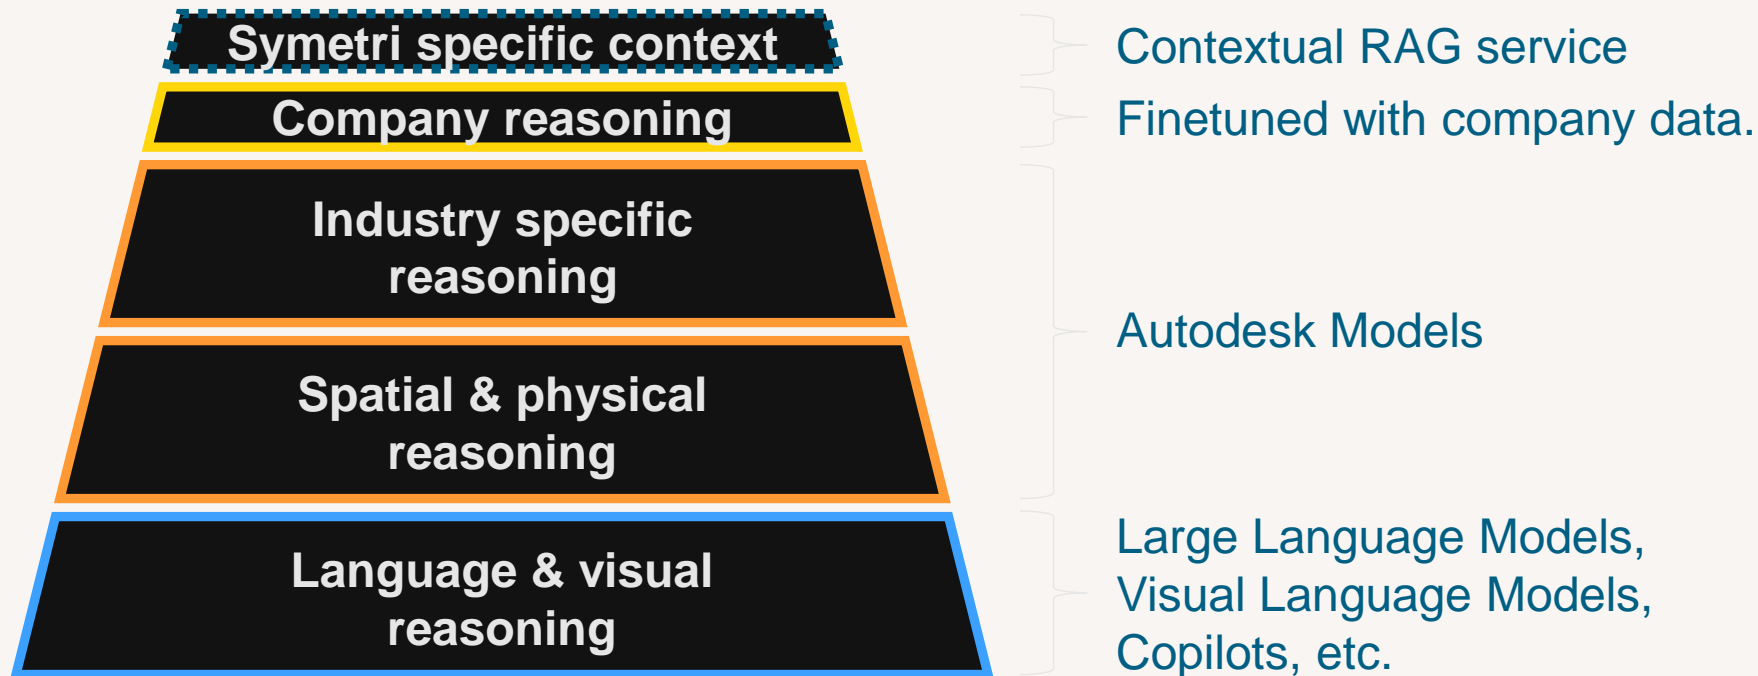 Symetri specific context
Contextual RAG service
Company reasoning
Finetuned with company data.
Industry specific
reasoning
Spatial & physical
reasoning
Autodesk Models
Language & visual
reasoning
Large Language Models,
Visual Language Models,
Copilots, etc.